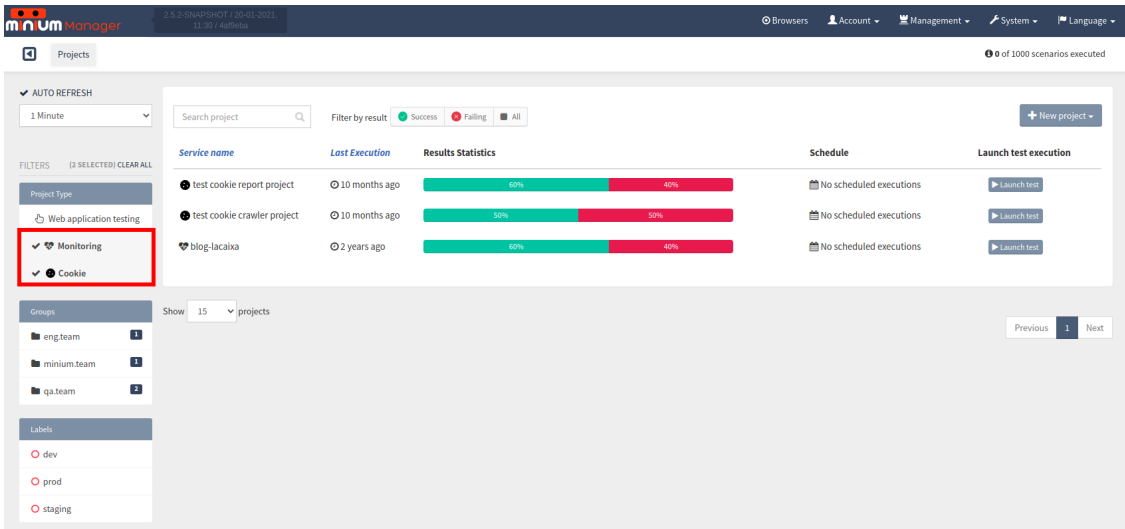 minium Manager
2.5.2-SNAPSHOT / 20-01-2021,
11:30 / 4af9eba
Browsers Account Management System Language
Projects
0 of 1000 scenarios executed
AUTO REFRESH
1 Minute
Search project
Filter by result Success Failing All
New project
FILTERS (2 SELECTED) CLEAR ALL
Service name Last Execution Results Statistics Schedule Launch test execution
Project Type
test cookie report project 10 months ago 60% 40% No scheduled executions Launch test
Web application testing
test cookie crawler project 10 months ago 50% 50% No scheduled executions Launch test
Monitoring
blog-lacaixa 2 years ago 60% 40% No scheduled executions Launch test
Cookie
Groups
Show 15 projects
Previous 1 Next
eng.team 1
minium.team 1
qa.team 2
Labels
dev
prod
staging